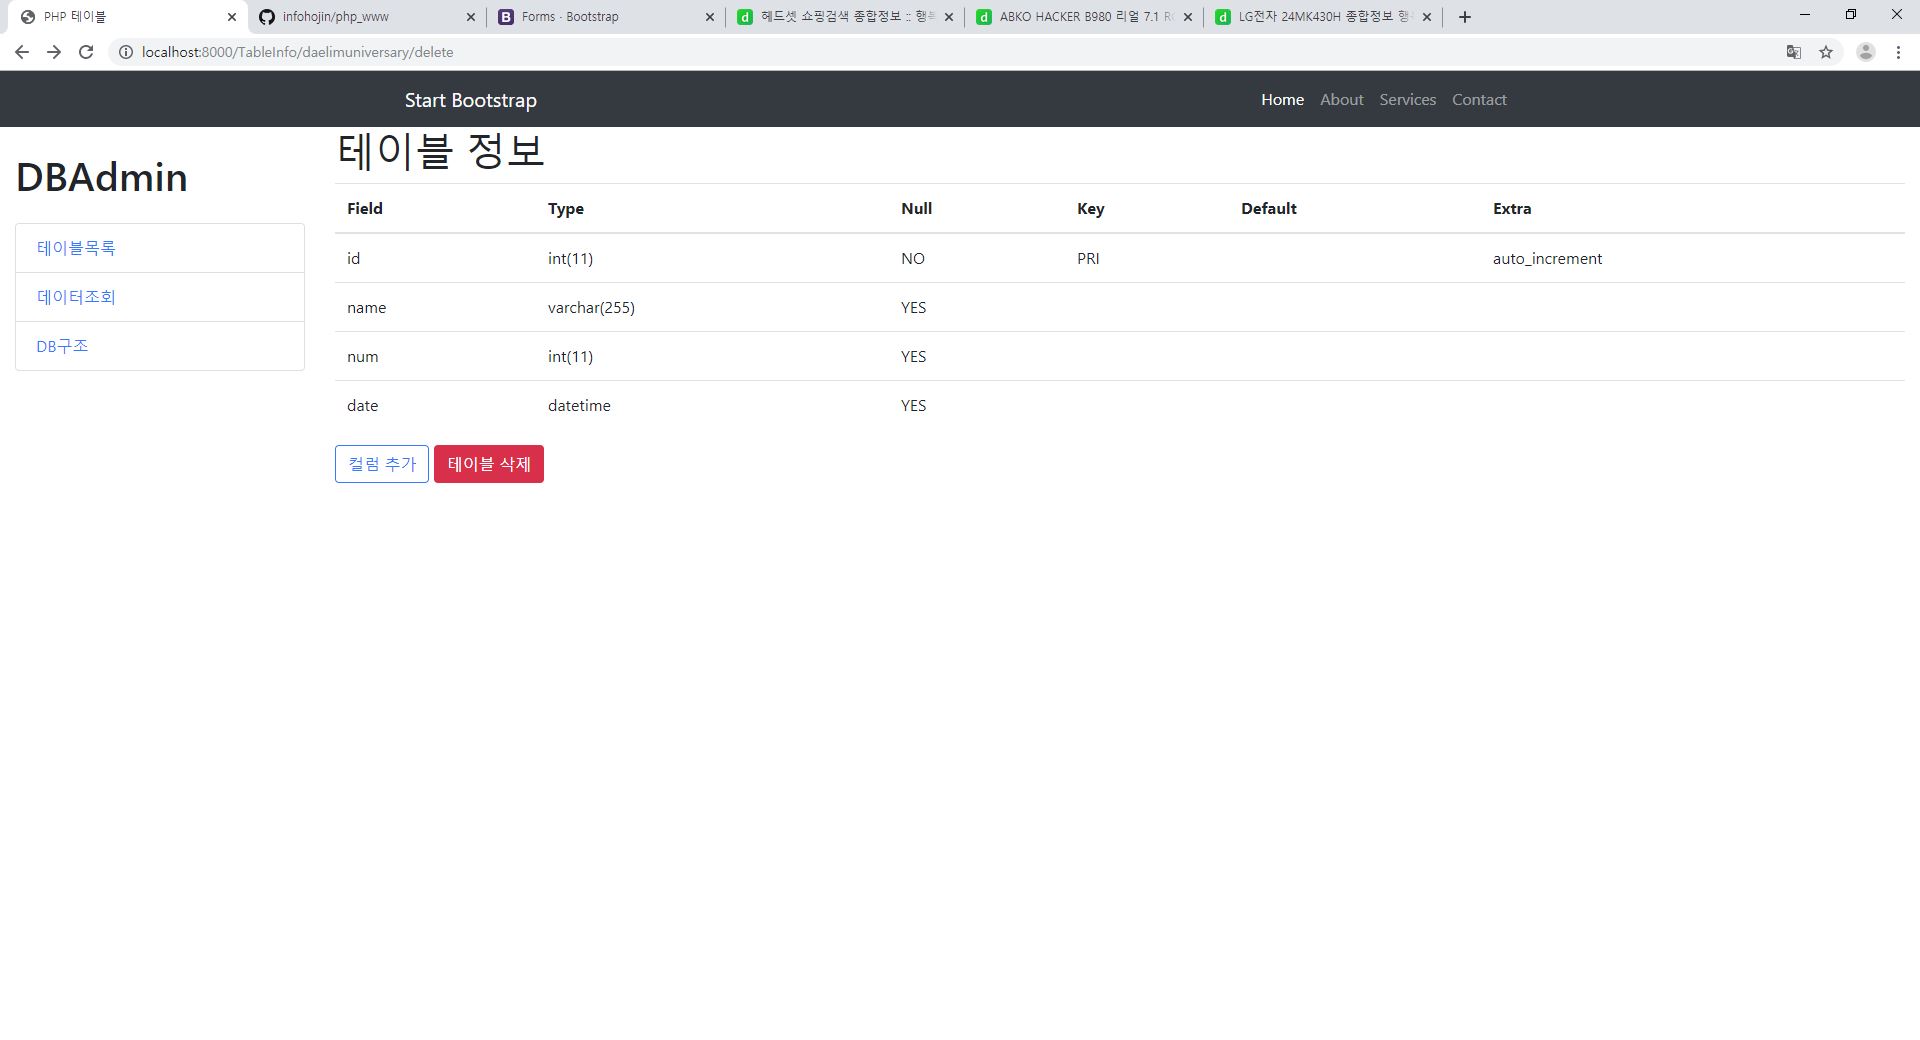 PHP 테이블
infohojin/php_www
Forms · Bootstrap
헤드셋 쇼핑검색 종합정보 :: 행
ABKO HACKER B980 리얼 7.1
LG전자 24MK430H 종합정보
localhost:8000/TableInfo/daelimuniversary/delete
Start Bootstrap
Home About Services Contact
DBAdmin
테이블목록
데이터조회
DB구조
테이블 정보
Field Type Null Key Default Extra
id int(11) NO PRI auto_increment
name varchar(255) YES
num int(11) YES
date datetime YES
컬럼 추가 테이블 삭제